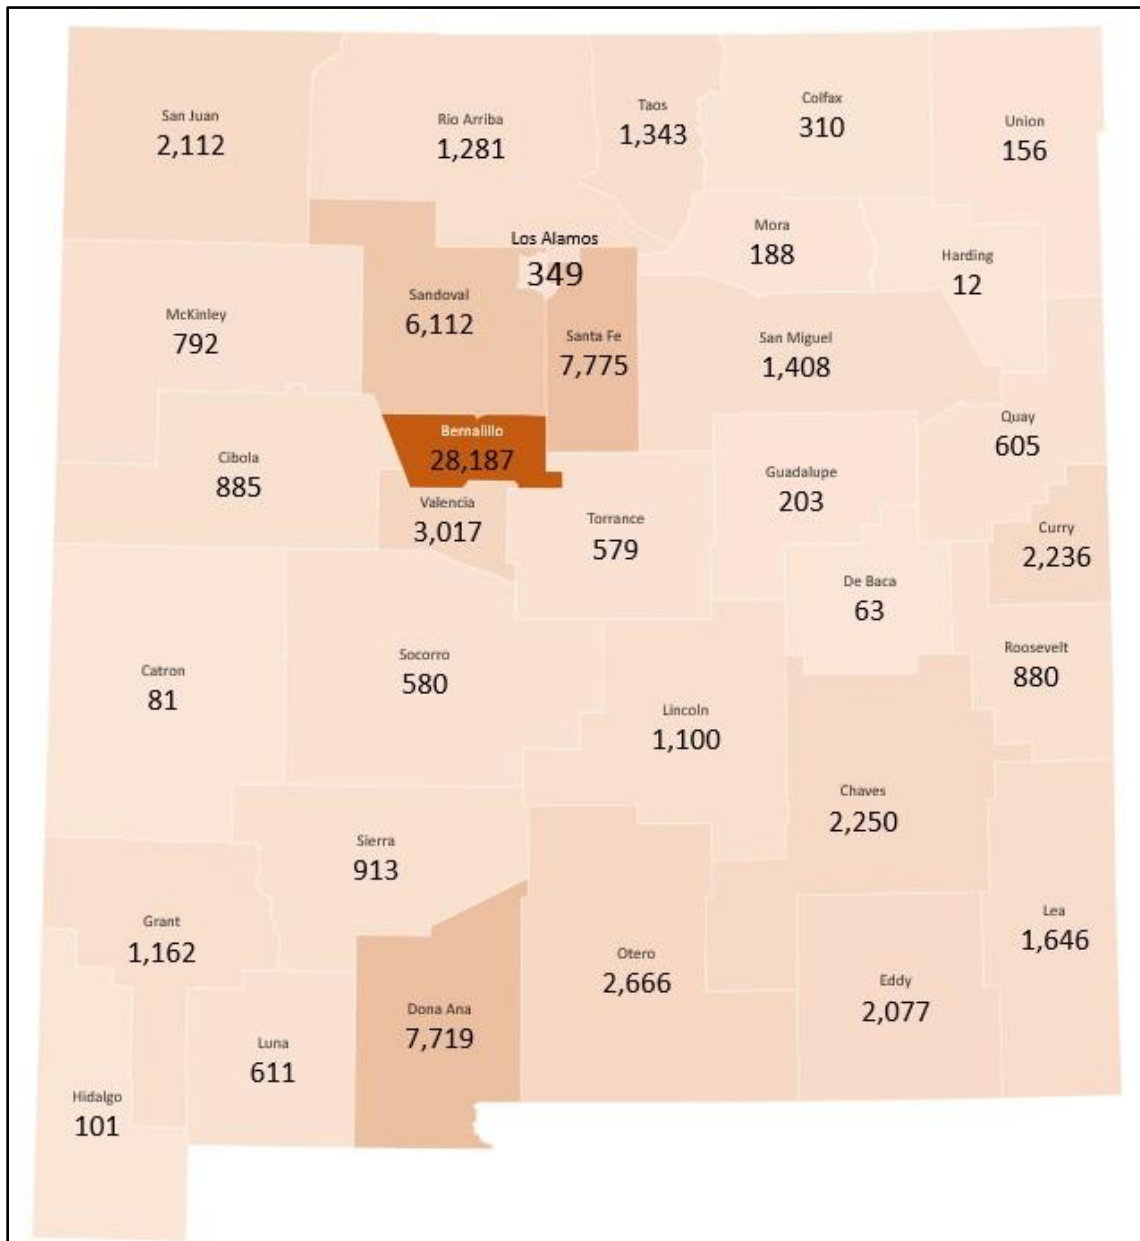 San Juan
2,112
Rio Arriba
1,281
Taos
1,343
Colfax
310
Union
156
Mora
188
Harding
12
Los Alamos
349
Sandoval
6,112
Santa Fe
7,775
McKinley
792
San Miguel
1,408
Quay
605
Bernalillo
28,187
Cibola
885
Guadalupe
203
Valencia
3,017
Torrance
579
Curry
2,236
De Baca
63
Roosevelt
880
Catron
81
Socorro
580
Lincoln
1,100
Chaves
2,250
Sierra
913
Grant
1,162
Lea
1,646
Otero
2,666
Eddy
2,077
Dona Ana
7,719
Luna
611
Hidalgo
101